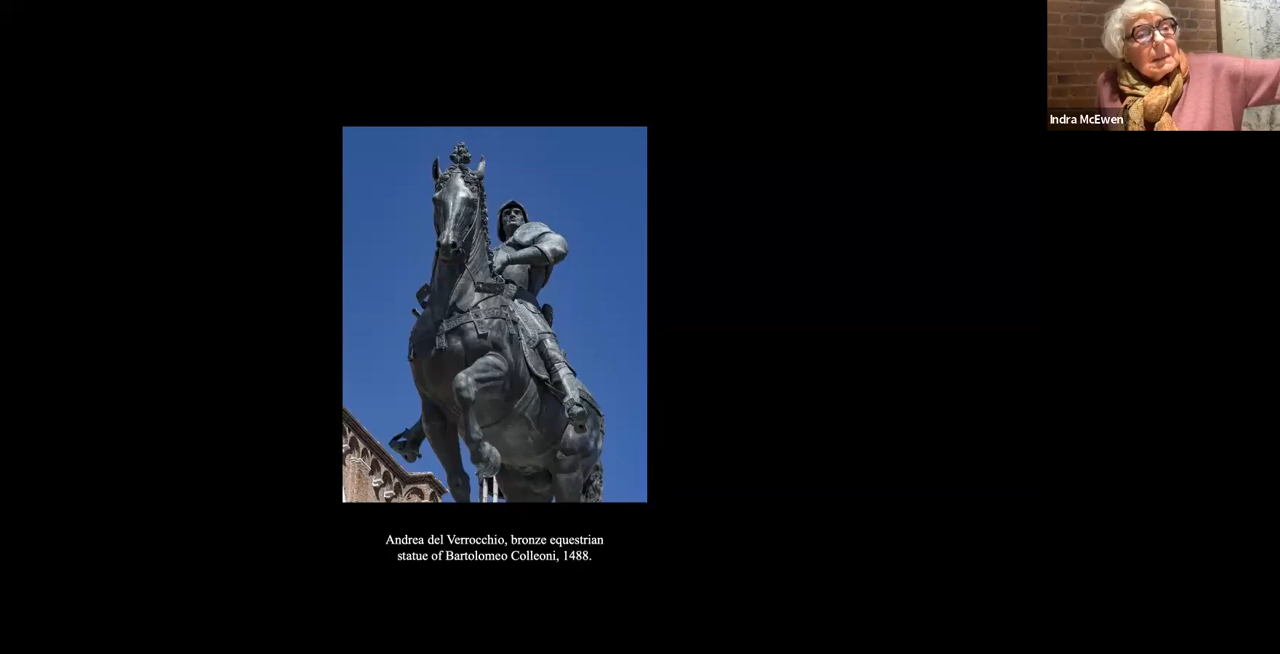 Indra McEwen
Andrea del Verrocchio, bronze equestrian
statue of Bartolomeo Colleoni, 1488.